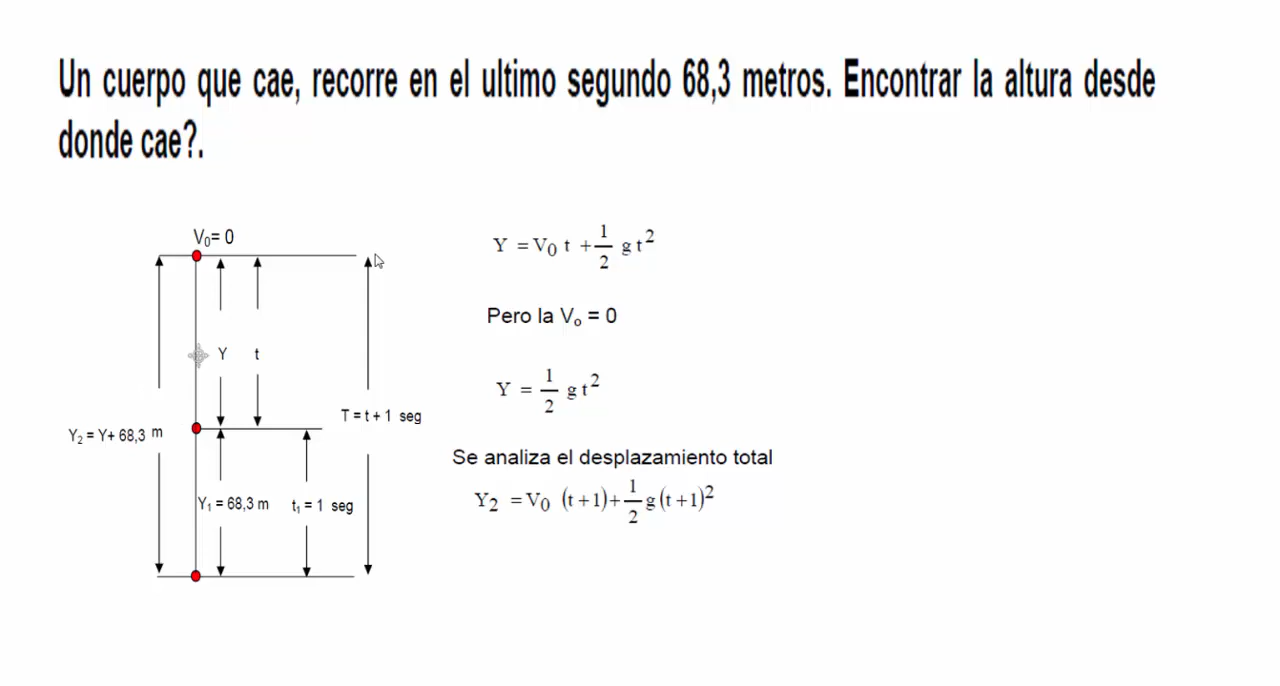 Un cuerpo que cae, recorre en el ultimo segundo 68,3 metros. Encontrar la altura desde
donde cae?.
V₀= 0
Y t
T = t + 1 seg
Y₂ = Y+ 68,3 m
Y₁ = 68,3 m t₁ = 1 seg
Y = V₀ t + 1/2 g t²
Pero la Vₒ = 0
Y = 1/2 g t²
Se analiza el desplazamiento total
Y₂ = V₀ (t + 1) + 1/2 g (t + 1)²